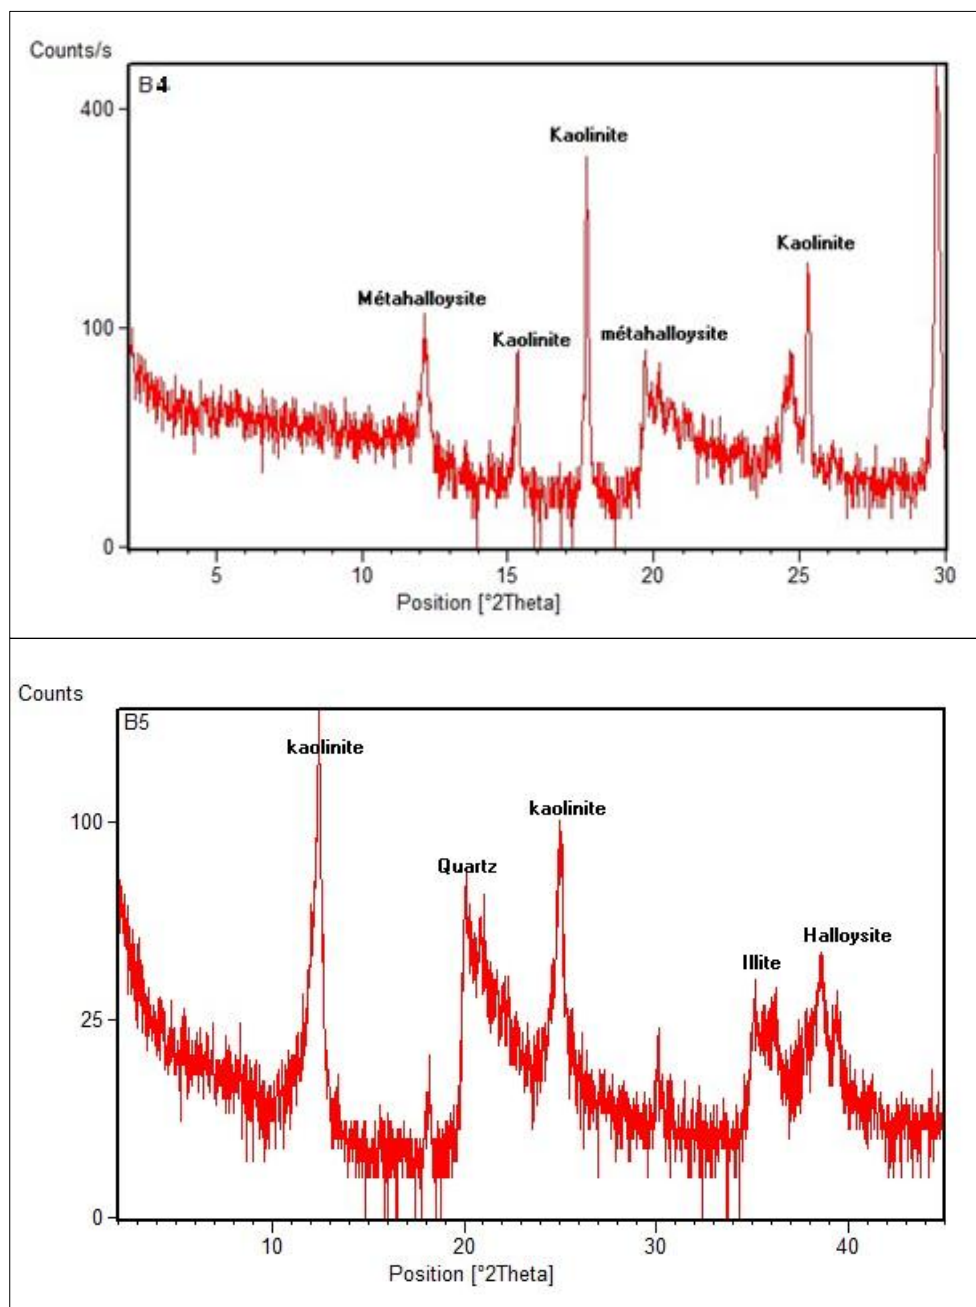 Counts/s
B4
400
Kaolinite
Kaolinite
Métahalloysite
Kaolinite
métahalloysite
100
0
5 10 15 20 25 30
Position [°2Theta]
Counts
B5
kaolinite
kaolinite
100
Quartz
Halloysite
Illite
25
0
10 20 30 40
Position [°2Theta]